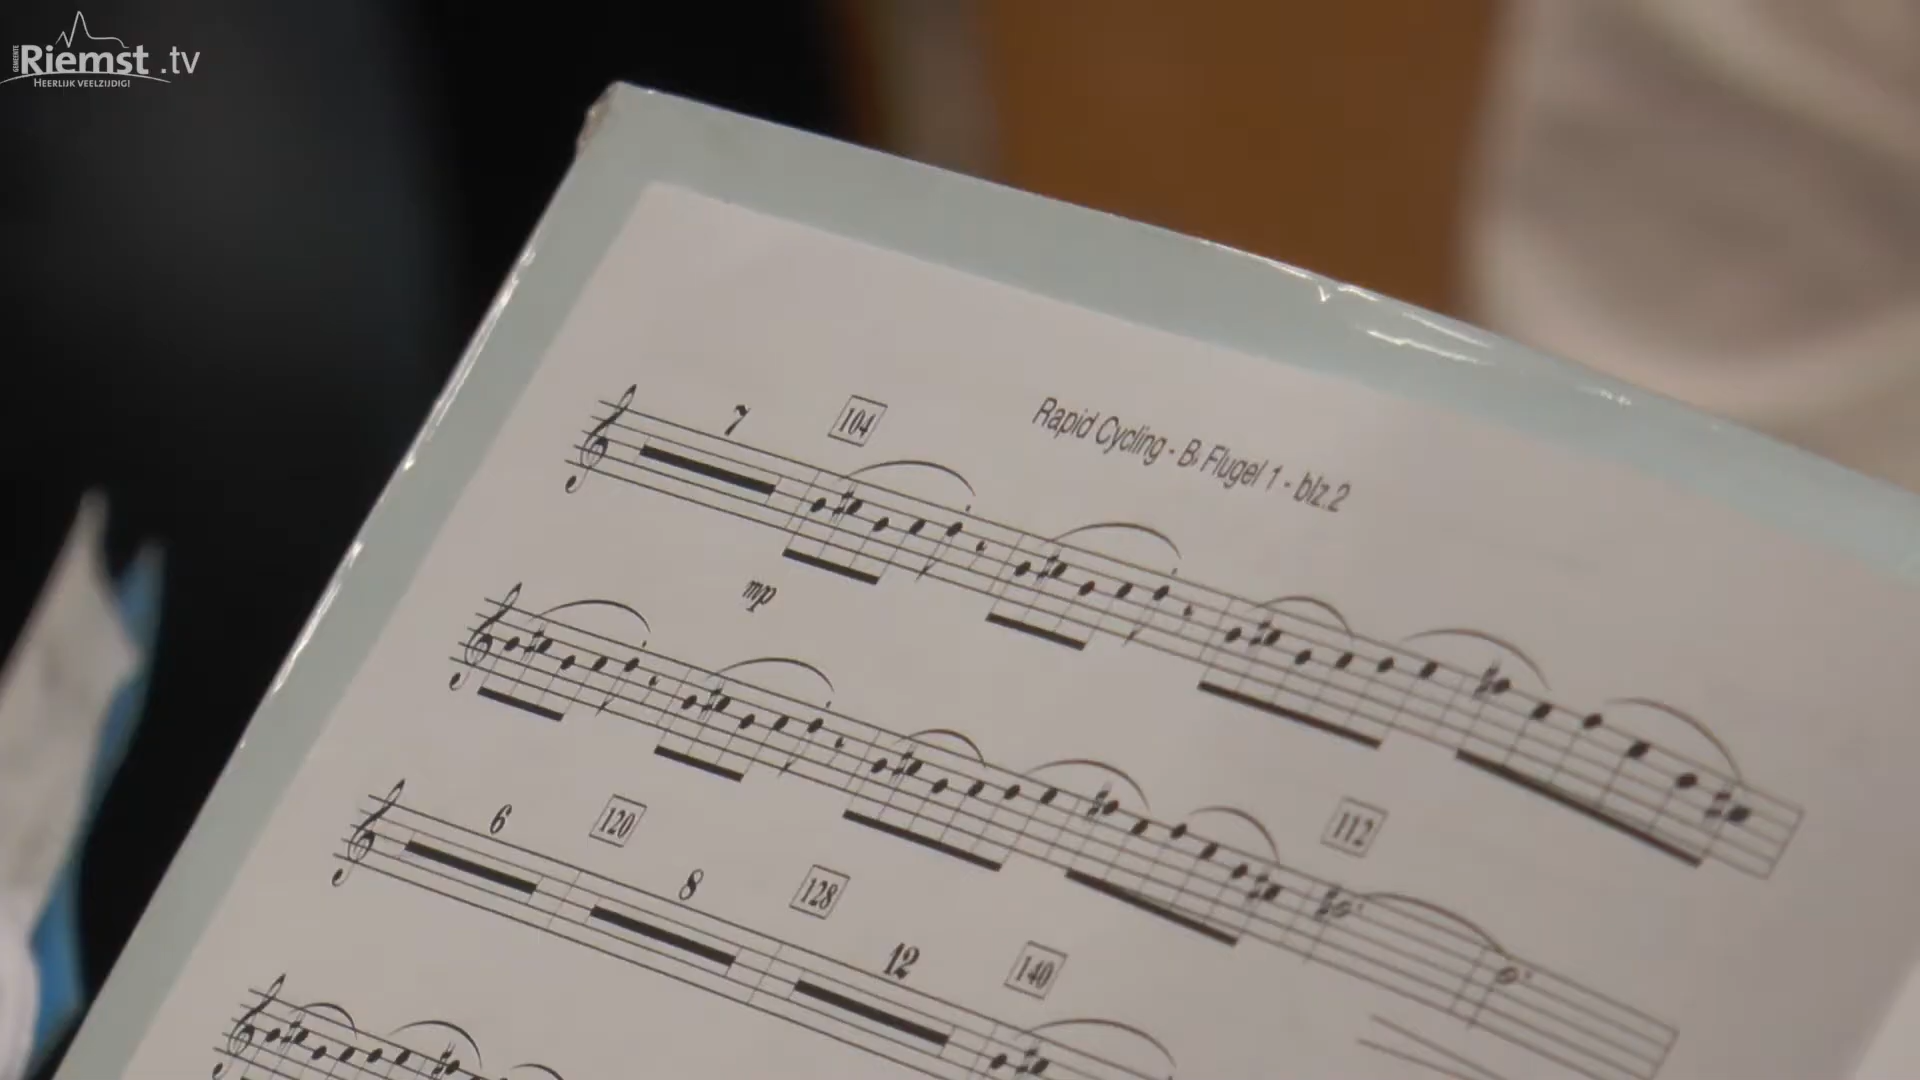 GEMEENTE
Riemst .tv
HEERLIJK VEELZIJDIG!
Rapid Cycling - B♭ Flugel 1 - blz.2
7
104
mp
112
6
120
8
128
12
140